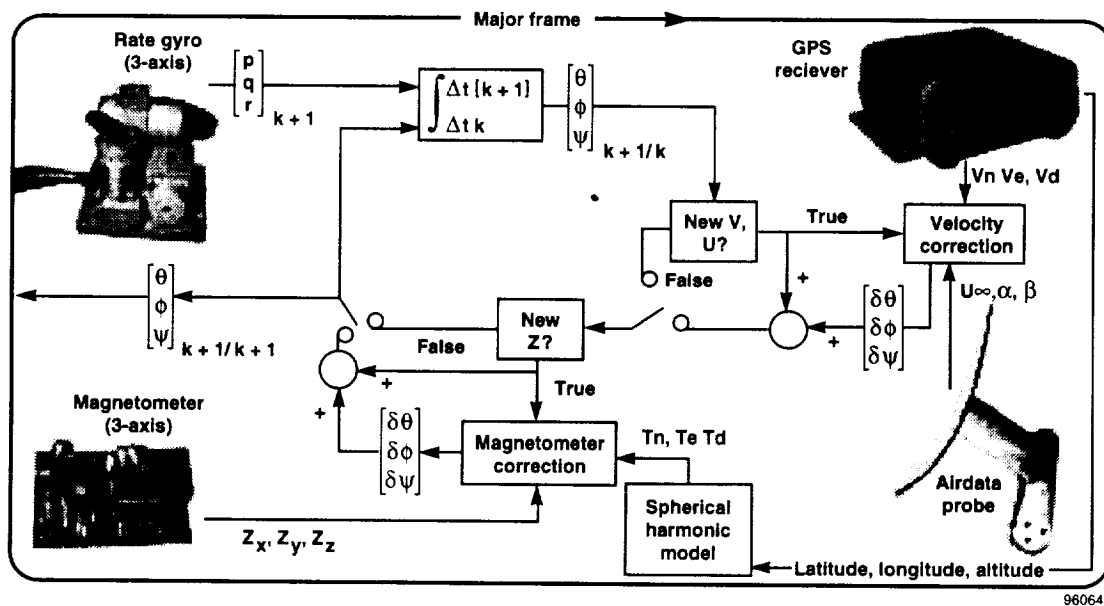 Major frame
Rate gyro
(3-axis)
p
q
r
k + 1
∫ Δt {k + 1}
Δt k
θ
ϕ
ψ
k + 1/k
GPS
reciever
Vn Ve, Vd
New V,
U?
True
False
Velocity
correction
+
+
δθ
δϕ
δψ
U∞,α, β
θ
ϕ
ψ
k + 1/k + 1
New
Z?
False
True
+
+
Magnetometer
(3-axis)
δθ
δϕ
δψ
Magnetometer
correction
Tn, Te Td
Airdata
probe
Spherical
harmonic
model
Zx, Zy, Zz
Latitude, longitude, altitude
96064